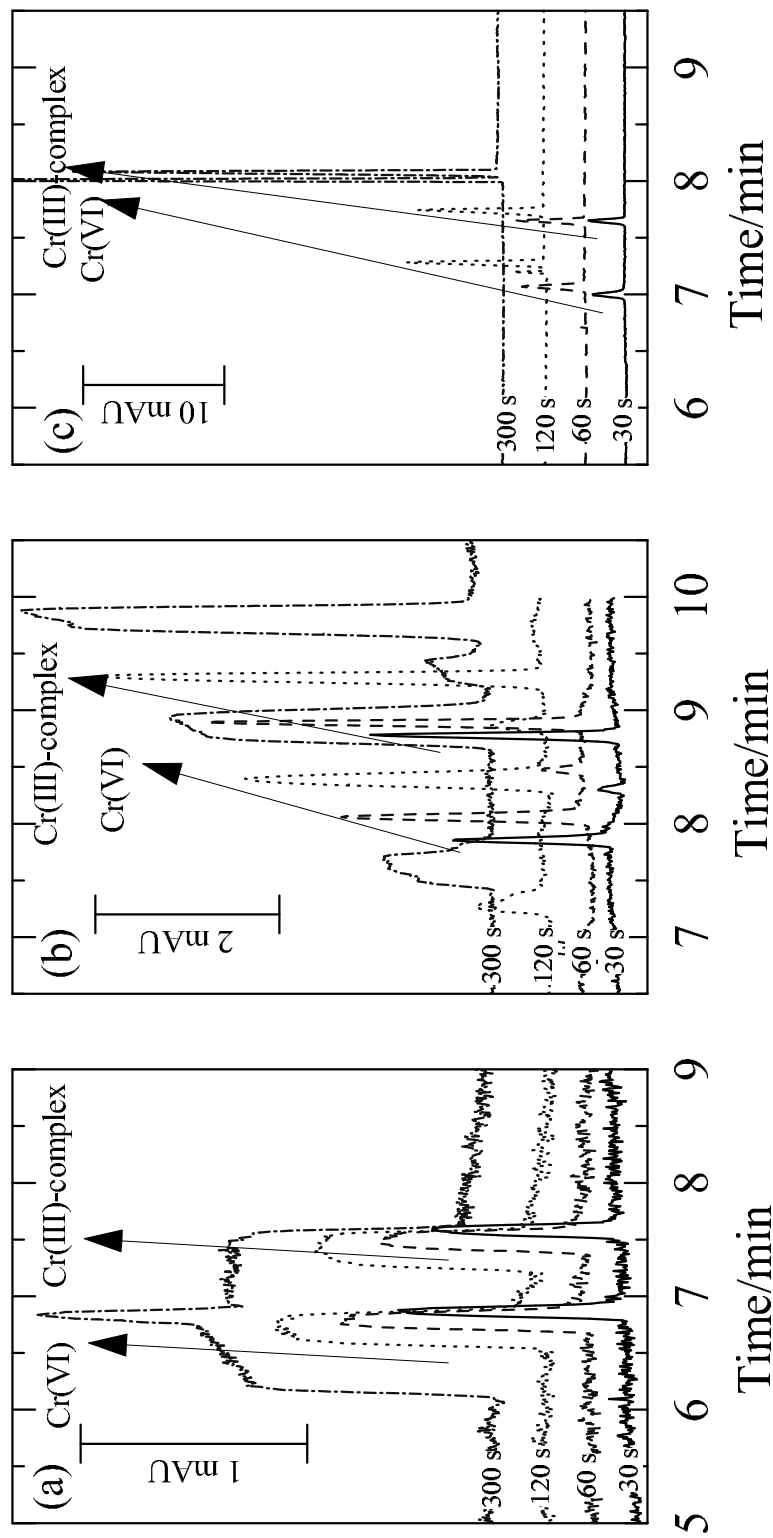 (a)
1 mAU
Cr(VI)
Cr(III)-complex
300 s
120 s
60 s
30 s
5 6 7 8 9
Time/min
(b)
2 mAU
Cr(VI)
Cr(III)-complex
300 s
120 s
60 s
30 s
7 8 9 10
Time/min
(c)
10 mAU
Cr(III)-complex
Cr(VI)
300 s
120 s
60 s
30 s
6 7 8 9
Time/min